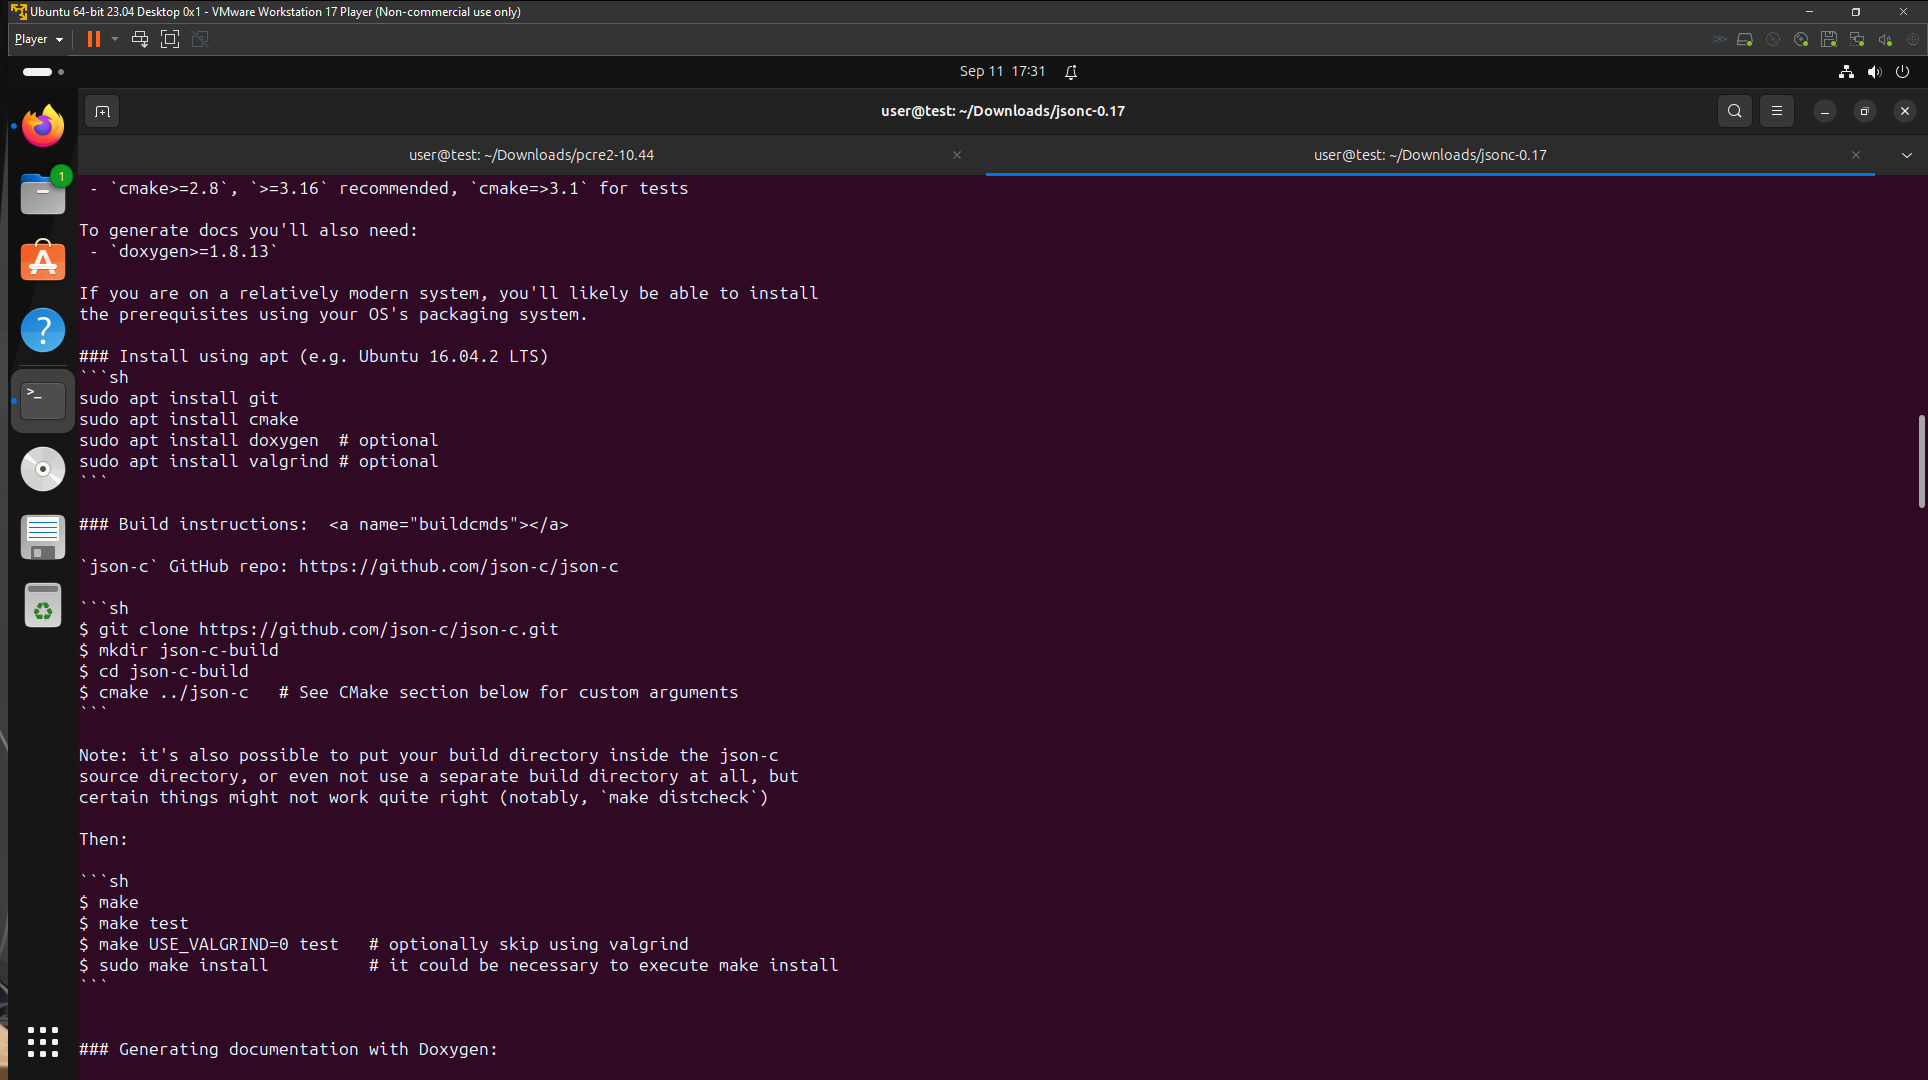 Ubuntu 64-bit 23.04 Desktop 0x1 - VMware Workstation 17 Player (Non-commercial use only)
Player
Sep 11 17:31
user@test: ~/Downloads/jsonc-0.17
user@test: ~/Downloads/pcre2-10.44
user@test: ~/Downloads/jsonc-0.17
1
 - `cmake>=2.8`, `>=3.16` recommended, `cmake=>3.1` for tests
To generate docs you'll also need:
 - `doxygen>=1.8.13`
If you are on a relatively modern system, you'll likely be able to install
the prerequisites using your OS's packaging system.
### Install using apt (e.g. Ubuntu 16.04.2 LTS)
```sh
sudo apt install git
sudo apt install cmake
sudo apt install doxygen  # optional
sudo apt install valgrind # optional
```
### Build instructions:  <a name="buildcmds"></a>
`json-c` GitHub repo: https://github.com/json-c/json-c
```sh
$ git clone https://github.com/json-c/json-c.git
$ mkdir json-c-build
$ cd json-c-build
$ cmake ../json-c   # See CMake section below for custom arguments
```
Note: it's also possible to put your build directory inside the json-c
source directory, or even not use a separate build directory at all, but
certain things might not work quite right (notably, `make distcheck`)
Then:
```sh
$ make
$ make test
$ make USE_VALGRIND=0 test   # optionally skip using valgrind
$ sudo make install          # it could be necessary to execute make install
```
### Generating documentation with Doxygen: